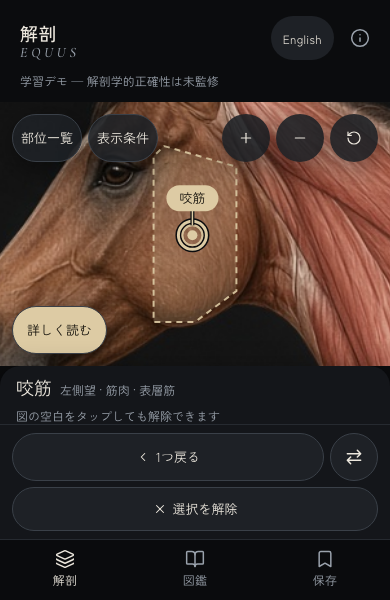 解剖
EQUUS
English
学習デモ — 解剖学的正確性は未監修
部位一覧
表示条件
咬筋
詳しく読む
咬筋 左側望 · 筋肉 · 表層筋
図の空白をタップしても解除できます
1つ戻る
選択を解除
解剖
図鑑
保存